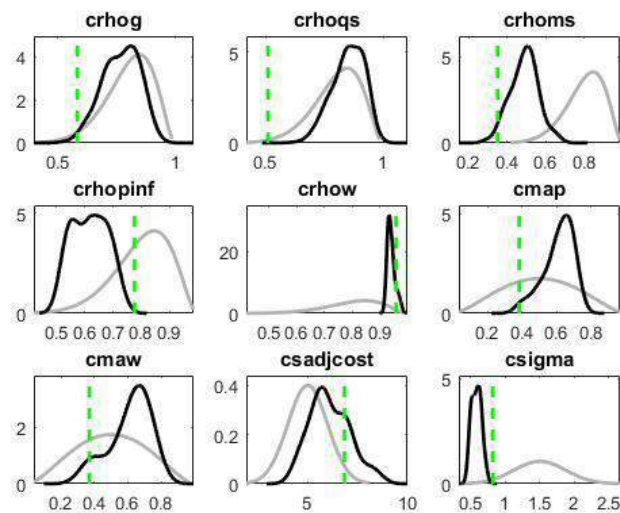 crhog crhoqs crhoms
4 2 0 0.5 1
5 0 0.5 1
5 0 0.2 0.4 0.6 0.8
crhopinf crhow cmap
5 0 0.5 0.6 0.7 0.8 0.9
20 0 0.5 0.6 0.7 0.8 0.9
5 0 0.2 0.4 0.6 0.8
cmaw csadjcost csigma
2 0 0.2 0.4 0.6 0.8
0.4 0.2 0 5 10
5 0 0.5 1 1.5 2 2.5